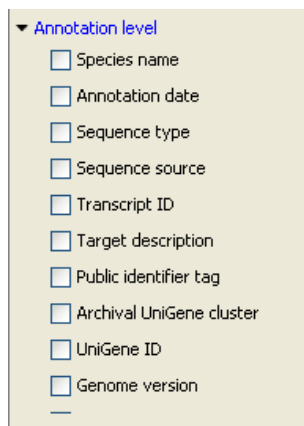 Annotation level
Species name
Annotation date
Sequence type
Sequence source
Transcript ID
Target description
Public identifier tag
Archival UniGene cluster
UniGene ID
Genome version